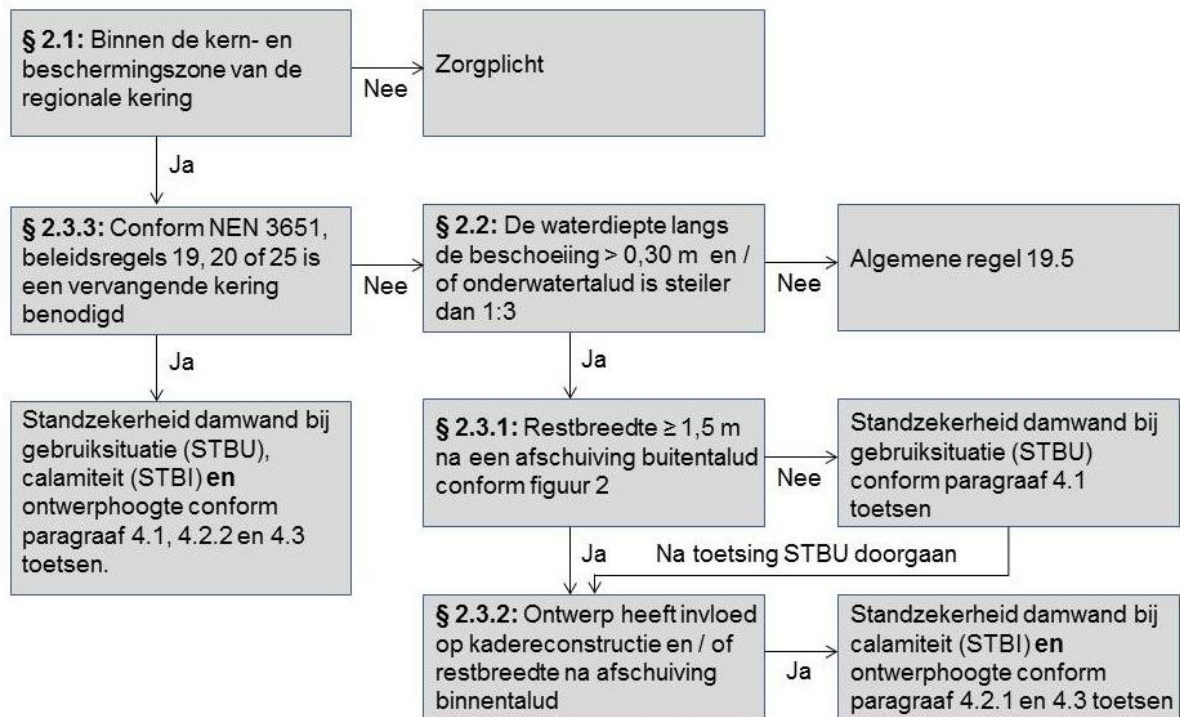 § 2.1: Binnen de kern- en
beschermingszone van de
regionale kering
Nee
Zorgplicht
Ja
§ 2.3.3: Conform NEN 3651,
beleidsregels 19, 20 of 25 is
een vervangende kering
benodigd
Nee
§ 2.2: De waterdiepte langs
de beschoeiing > 0,30 m en /
of onderwatertalud is steiler
dan 1:3
Nee
Algemene regel 19.5
Ja
Ja
Standzekerheid damwand bij
gebruiksituatie (STBU),
calamiteit (STBI) en
ontwerphoogte conform
paragraaf 4.1, 4.2.2 en 4.3
toetsen.
§ 2.3.1: Restbreedte ≥ 1,5 m
na een afschuiving buitentalud
conform figuur 2
Nee
Standzekerheid damwand bij
gebruiksituatie (STBU)
conform paragraaf 4.1
toetsen
Ja
Na toetsing STBU doorgaan
§ 2.3.2: Ontwerp heeft invloed
op kadereconstructie en / of
restbreedte na afschuiving
binnentalud
Ja
Standzekerheid damwand bij
calamiteit (STBI) en
ontwerphoogte conform
paragraaf 4.2.1 en 4.3 toetsen